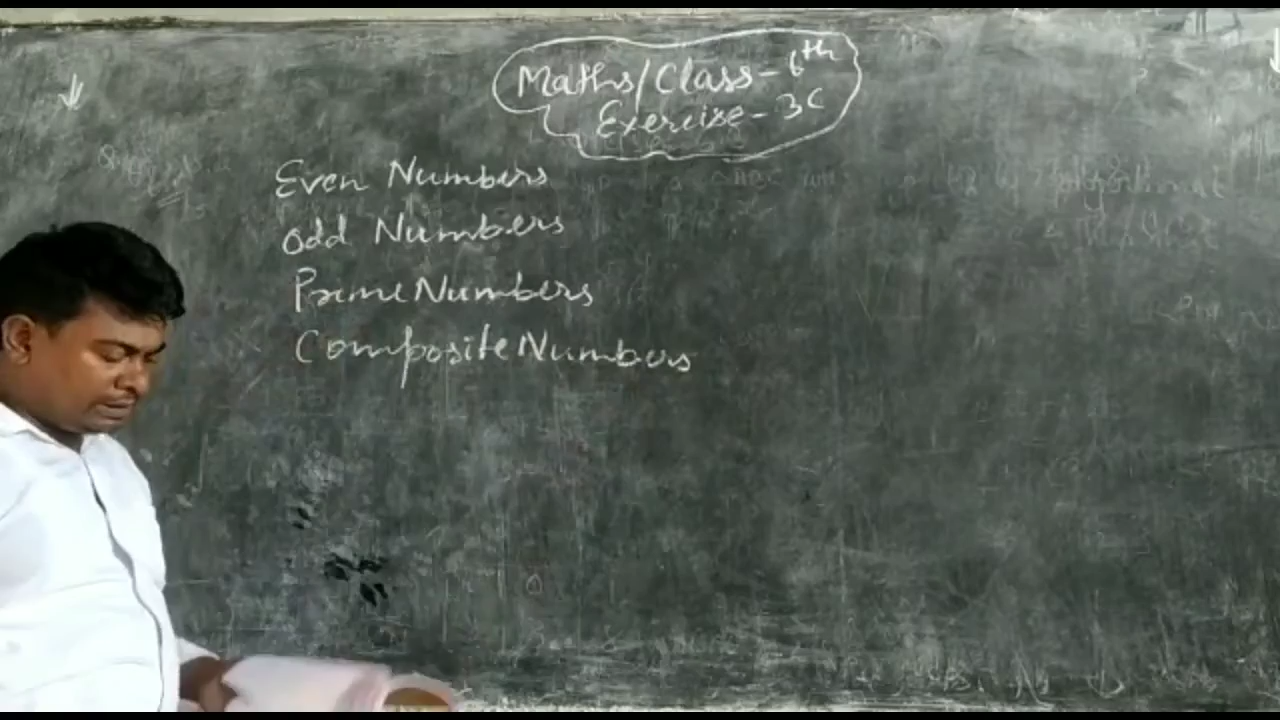 Maths/Class-6th
Exercise-3C
Even Numbers
Odd Numbers
Prime Numbers
Composite Numbers